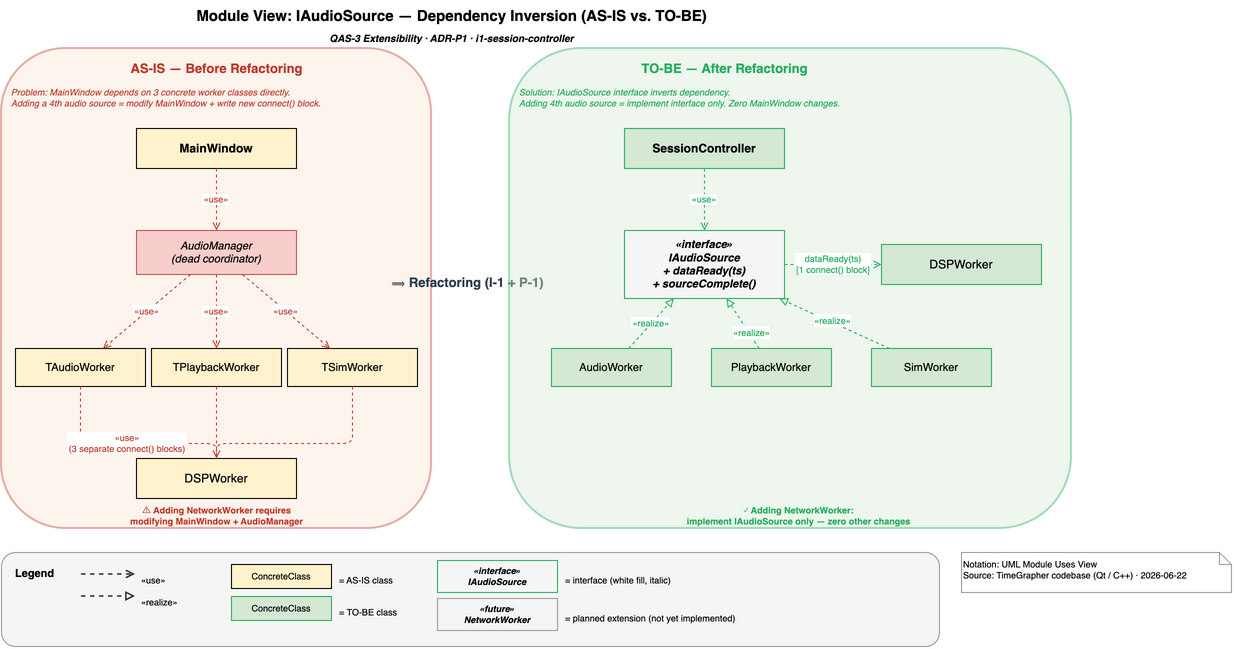 Module View: IAudioSource — Dependency Inversion (AS-IS vs. TO-BE)
QAS-3 Extensibility · ADR-P1 · i1-session-controller
AS-IS — Before Refactoring
Problem: MainWindow depends on 3 concrete worker classes directly.
Adding a 4th audio source = modify MainWindow + write new connect() block.
MainWindow
«use»
AudioManager
(dead coordinator)
«use»
«use»
«use»
TAudioWorker
TPlaybackWorker
TSimWorker
«use»
(3 separate connect() blocks)
DSPWorker
⚠ Adding NetworkWorker requires
modifying MainWindow + AudioManager
⟹ Refactoring (I-1 + P-1)
TO-BE — After Refactoring
Solution: IAudioSource interface inverts dependency.
Adding 4th audio source = implement interface only. Zero MainWindow changes.
SessionController
«use»
«interface»
IAudioSource
+ dataReady(ts)
+ sourceComplete()
dataReady(ts)
[1 connect() block]
DSPWorker
«realize»
«realize»
«realize»
AudioWorker
PlaybackWorker
SimWorker
✓ Adding NetworkWorker:
implement IAudioSource only — zero other changes
Legend
«use»
«realize»
ConcreteClass
= AS-IS class
ConcreteClass
= TO-BE class
«interface»
IAudioSource
= interface (white fill, italic)
«future»
NetworkWorker
= planned extension (not yet implemented)
Notation: UML Module Uses View
Source: TimeGrapher codebase (Qt / C++) · 2026-06-22